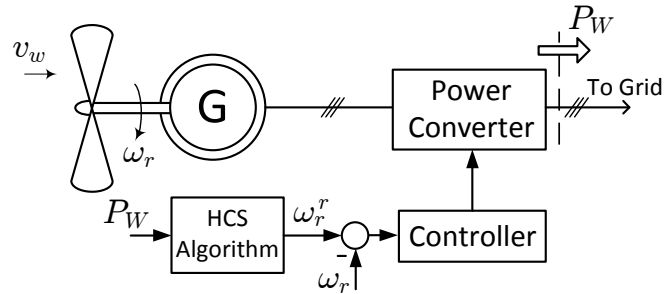 P_W
v_w
G
Power
Converter
To Grid
ω_r
P_W
HCS
Algorithm
ω_r^r
-
ω_r
Controller